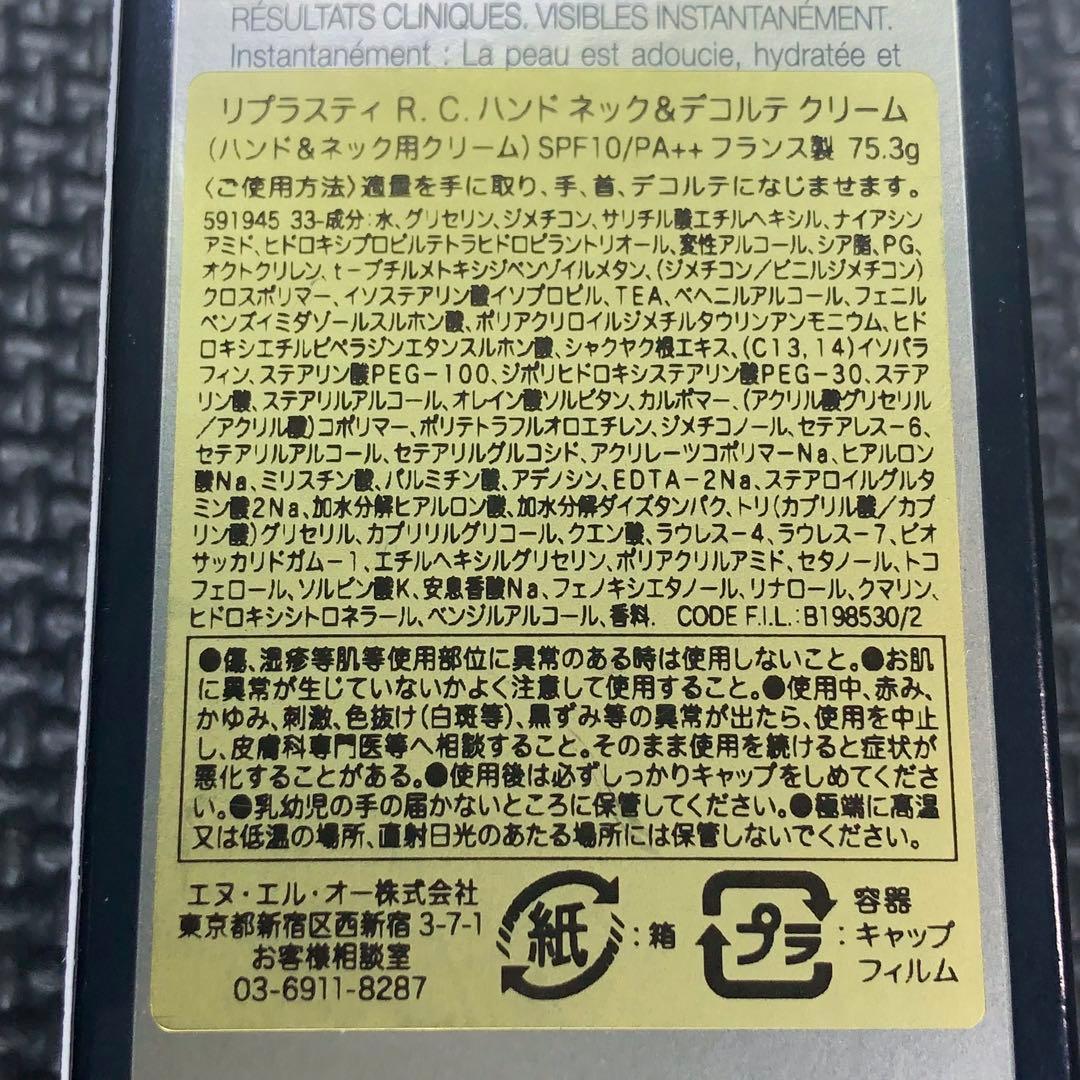 RÉSULTATS CLINIQUES. VISIBLES INSTANTANÉMENT.
Instantanément : La peau est adoucie, hydratée et
リプラスティ R. C. ハンド ネック&デコルテ クリーム
(ハンド&ネック用クリーム) SPF10/PA++ フランス製 75.3g
〈ご使用方法〉適量を手に取り、手、首、デコルテになじませます。
591945 33-成分:水、グリセリン、ジメチコン、サリチル酸エチルヘキシル、ナイアシン
アミド、ヒドロキシプロピルテトラヒドロピラントリオール、変性アルコール、シア脂、PG、
オクトクリレン、t-ブチルメトキシジベンゾイルメタン、(ジメチコン/ビニルジメチコン)
クロスポリマー、イソステアリン酸イソプロピル、TEA、ベヘニルアルコール、フェニル
ベンズイミダゾールスルホン酸、ポリアクリロイルジメチルタウリンアンモニウム、ヒド
ロキシエチルピペラジンエタンスルホン酸、シャクヤク根エキス、(C13,14)イソパラ
フィン、ステアリン酸PEG-100、ジポリヒドロキシステアリン酸PEG-30、ステア
リン酸、ステアリルアルコール、オレイン酸ソルビタン、カルボマー、(アクリル酸グリセリル
/アクリル酸)コポリマー、ポリテトラフルオロエチレン、ジメチコノール、セテアレス-6、
セテアリルアルコール、セテアリルグルコシド、アクリレーツコポリマーNa、ヒアルロン
酸Na、ミリスチン酸、パルミチン酸、アデノシン、EDTA-2Na、ステアロイルグルタ
ミン酸2Na、加水分解ヒアルロン酸、加水分解ダイズタンパク、トリ(カプリル酸/カプ
リン酸)グリセリル、カプリリルグリコール、クエン酸、ラウレス-4、ラウレス-7、ビオ
サッカリドガム-1、エチルヘキシルグリセリン、ポリアクリルアミド、セタノール、トコ
フェロール、ソルビン酸K、安息香酸Na、フェノキシエタノール、リナロール、クマリン、
ヒドロキシシトロネラール、ベンジルアルコール、香料. CODE F.I.L.:B198530/2
●傷、湿疹等肌等使用部位に異常のある時は使用しないこと。●お肌
に異常が生じていないかよく注意して使用すること。●使用中、赤み、
かゆみ、刺激、色抜け(白斑等)、黒ずみ等の異常が出たら、使用を中止
し、皮膚科専門医等へ相談すること。そのまま使用を続けると症状が
悪化することがある。●使用後は必ずしっかりキャップをしめてくださ
い。●乳幼児の手の届かないところに保管してください。●極端に高温
又は低温の場所、直射日光のあたる場所には保管しないでください。
エヌ・エル・オー株式会社
東京都新宿区西新宿 3-7-1
お客様相談室
03-6911-8287
紙:箱
プラ:容器
キャップ
フィルム